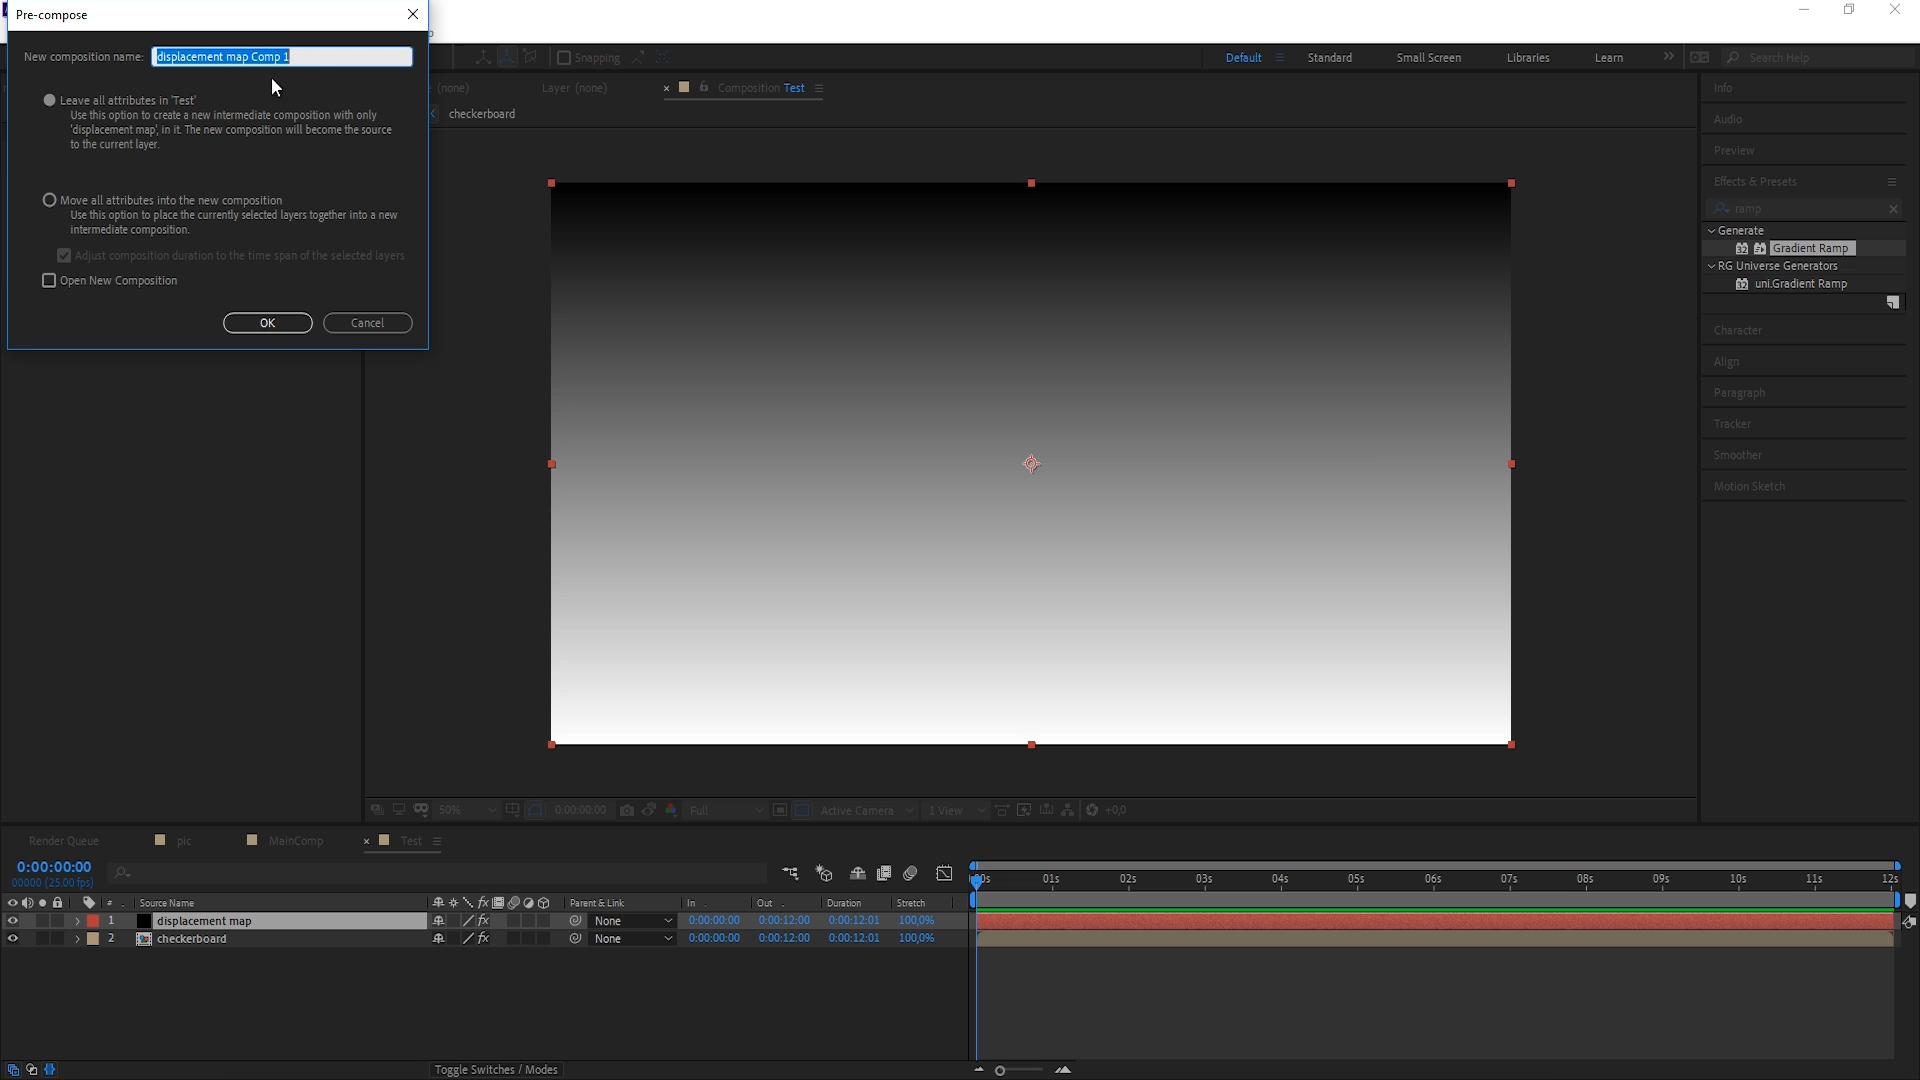 Pre-compose
New composition name: displacement map Comp 1
Leave all attributes in 'Test'
Use this option to create a new intermediate composition with only
'displacement map', in it. The new composition will become the source
to the current layer.
Move all attributes into the new composition
Use this option to place the currently selected layers together into a new
intermediate composition.
Adjust composition duration to the time span of the selected layers
Open New Composition
OK Cancel
Snapping
Default Standard Small Screen Libraries Learn Search Help
(none) Layer (none) Composition Test
checkerboard
Info
Audio
Preview
Effects & Presets
ramp
Generate
32 Gradient Ramp
RG Universe Generators
32 uni.Gradient Ramp
Character
Align
Paragraph
Tracker
Smoother
Motion Sketch
50% 0:00:00:00 Full Active Camera 1 View +0,0
Render Queue pic MainComp Test
0:00:00:00
00000 (25.00 fps)
01s 02s 03s 04s 05s 06s 07s 08s 09s 10s 11s 12s
# Source Name fx Parent & Link In Out Duration Stretch
1 displacement map fx None 0:00:00:00 0:00:12:00 0:00:12:01 100,0%
2 checkerboard fx None 0:00:00:00 0:00:12:00 0:00:12:01 100,0%
Toggle Switches / Modes